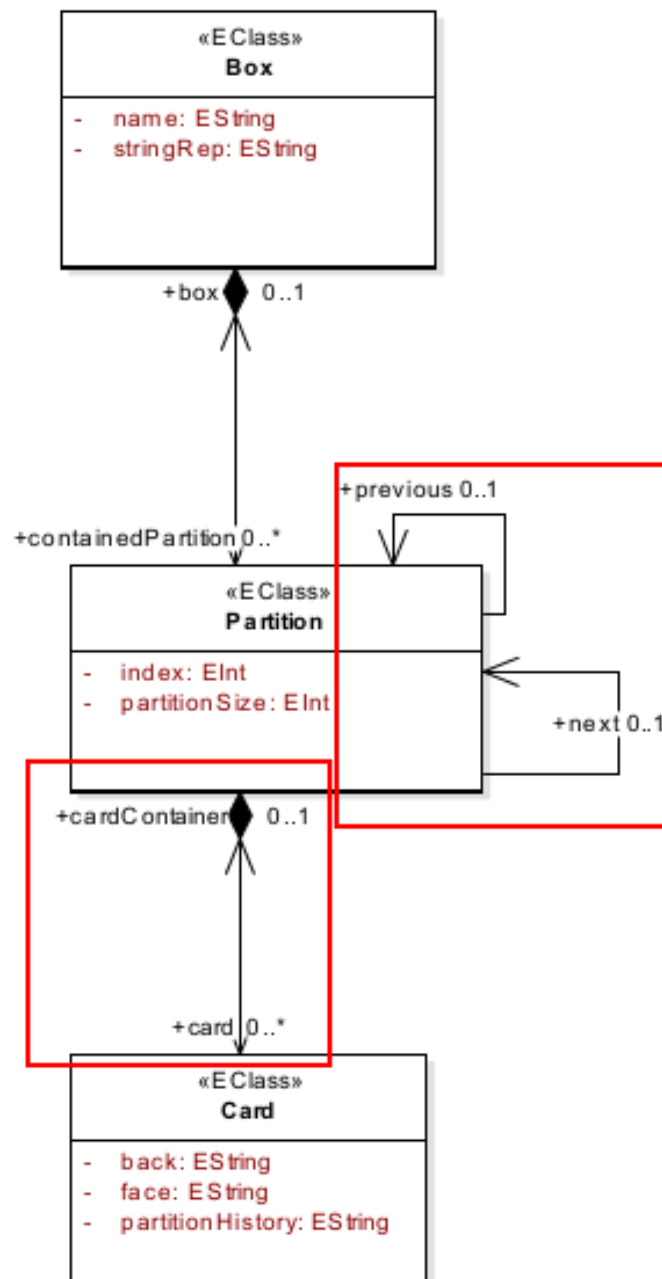 «EClass»
Box
- name: EString
- stringRep: EString
+box 0..1
+previous 0..1
+containedPartition 0..*
«EClass»
Partition
- index: EInt
- partitionSize: EInt
+next 0..1
+cardContainer 0..1
+card 0..*
«EClass»
Card
- back: EString
- face: EString
- partitionHistory: EString